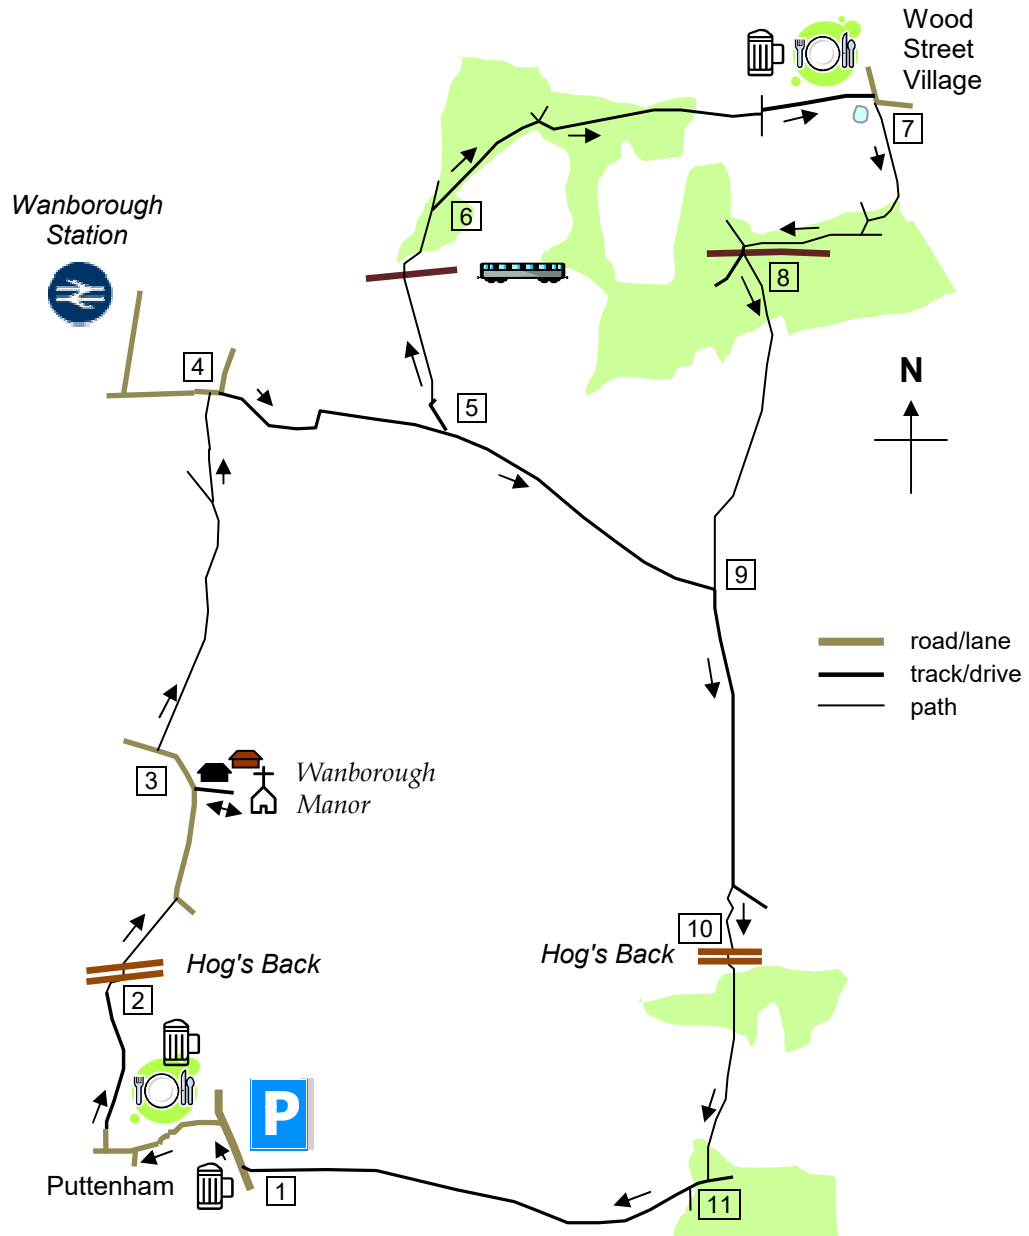 Wood
Street
Village
7
Wanborough
Station
6
8
4
5
N
9
road/lane
track/drive
path
3
Wanborough
Manor
10
Hog's Back
Hog's Back
2
P
Puttenham
1
11